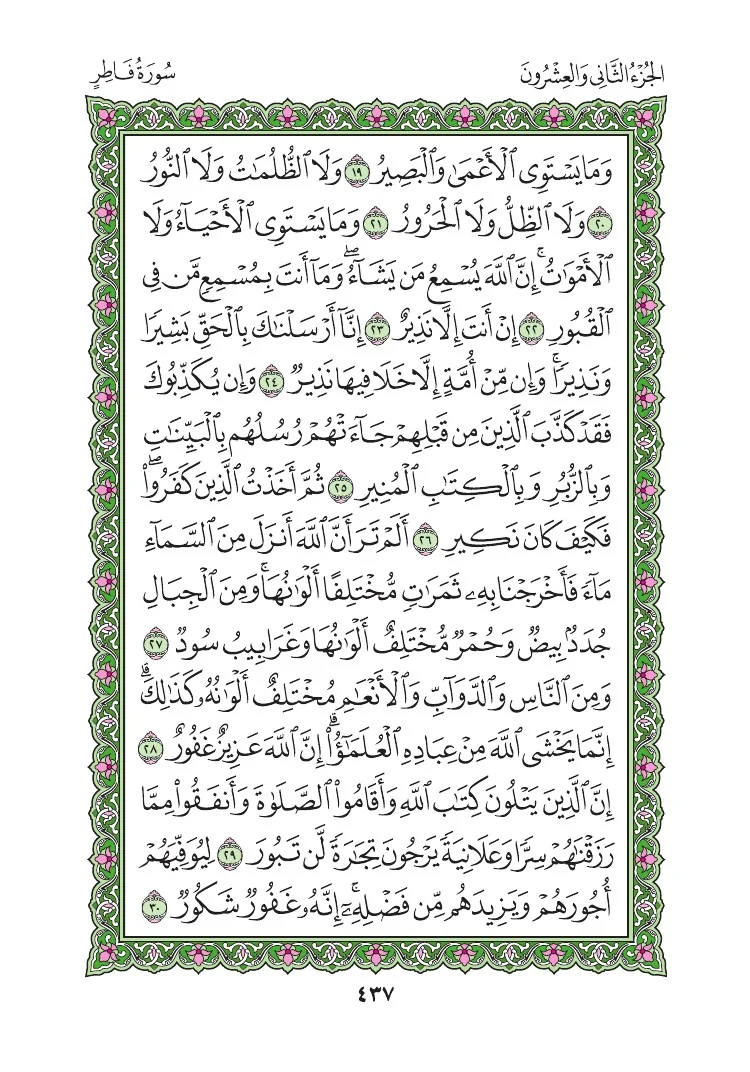 الجُزْءُ الثَّانِي وَالعِشْرُونَ
سُورَةُ فَاطِرٍ
وَمَا يَسْتَوِى ٱلْأَعْمَىٰ وَٱلْبَصِيرُ ١٩ وَلَا ٱلظُّلُمَٰتُ وَلَا ٱلنُّورُ
٢٠ وَلَا ٱلظِّلُّ وَلَا ٱلْحَرُورُ ٢١ وَمَا يَسْتَوِى ٱلْأَحْيَآءُ وَلَا
ٱلْأَمْوَٰتُ ۚ إِنَّ ٱللَّهَ يُسْمِعُ مَن يَشَآءُ ۖ وَمَآ أَنتَ بِمُسْمِعٍ مَّن فِى
ٱلْقُبُورِ ٢٢ إِنْ أَنتَ إِلَّا نَذِيرٌ ٢٣ إِنَّآ أَرْسَلْنَٰكَ بِٱلْحَقِّ بَشِيرًا
وَنَذِيرًا ۚ وَإِن مِّنْ أُمَّةٍ إِلَّا خَلَا فِيهَا نَذِيرٌ ٢٤ وَإِن يُكَذِّبُوكَ
فَقَدْ كَذَّبَ ٱلَّذِينَ مِن قَبْلِهِمْ جَآءَتْهُمْ رُسُلُهُم بِٱلْبَيِّنَٰتِ
وَبِٱلزُّبُرِ وَبِٱلْكِتَٰبِ ٱلْمُنِيرِ ٢٥ ثُمَّ أَخَذْتُ ٱلَّذِينَ كَفَرُوا۟ ۖ
فَكَيْفَ كَانَ نَكِيرِ ٢٦ أَلَمْ تَرَ أَنَّ ٱللَّهَ أَنزَلَ مِنَ ٱلسَّمَآءِ
مَآءً فَأَخْرَجْنَا بِهِۦ ثَمَرَٰتٍ مُّخْتَلِفًا أَلْوَٰنُهَا ۚ وَمِنَ ٱلْجِبَالِ
جُدَدٌۢ بِيضٌ وَحُمْرٌ مُّخْتَلِفٌ أَلْوَٰنُهَا وَغَرَابِيبُ سُودٌ ٢٧
وَمِنَ ٱلنَّاسِ وَٱلدَّوَآبِّ وَٱلْأَنْعَٰمِ مُخْتَلِفٌ أَلْوَٰنُهُۥ كَذَٰلِكَ ۗ
إِنَّمَا يَخْشَى ٱللَّهَ مِنْ عِبَادِهِ ٱلْعُلَمَٰٓؤُا۟ ۗ إِنَّ ٱللَّهَ عَزِيزٌ غَفُورٌ ٢٨
إِنَّ ٱلَّذِينَ يَتْلُونَ كِتَٰبَ ٱللَّهِ وَأَقَامُوا۟ ٱلصَّلَوٰةَ وَأَنفَقُوا۟ مِمَّا
رَزَقْنَٰهُمْ سِرًّا وَعَلَانِيَةً يَرْجُونَ تِجَٰرَةً لَّن تَبُورَ ٢٩ لِيُوَفِّيَهُمْ
أُجُورَهُمْ وَيَزِيدَهُم مِّن فَضْلِهِۦٓ ۚ إِنَّهُۥ غَفُورٌ شَكُورٌ ٣٠
٤٣٧